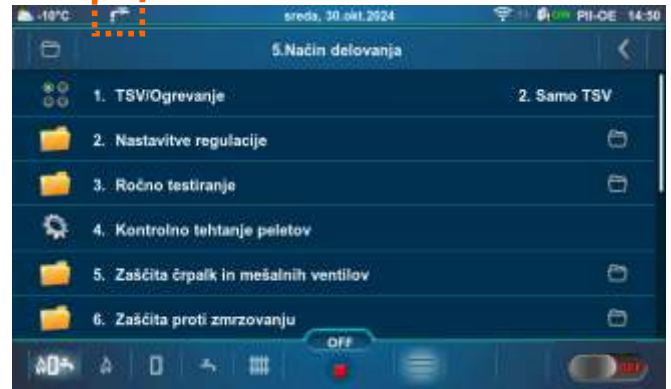 -10°C sreda, 30.okt.2024 PII-OE 14:50
5.Način delovanja
1. TSV/Ogrevanje 2. Samo TSV
2. Nastavitve regulacije
3. Ročno testiranje
4. Kontrolno tehtanje peletov
5. Zaščita črpalk in mešalnih ventilov
6. Zaščita proti zmrzovanju
OFF
OFF